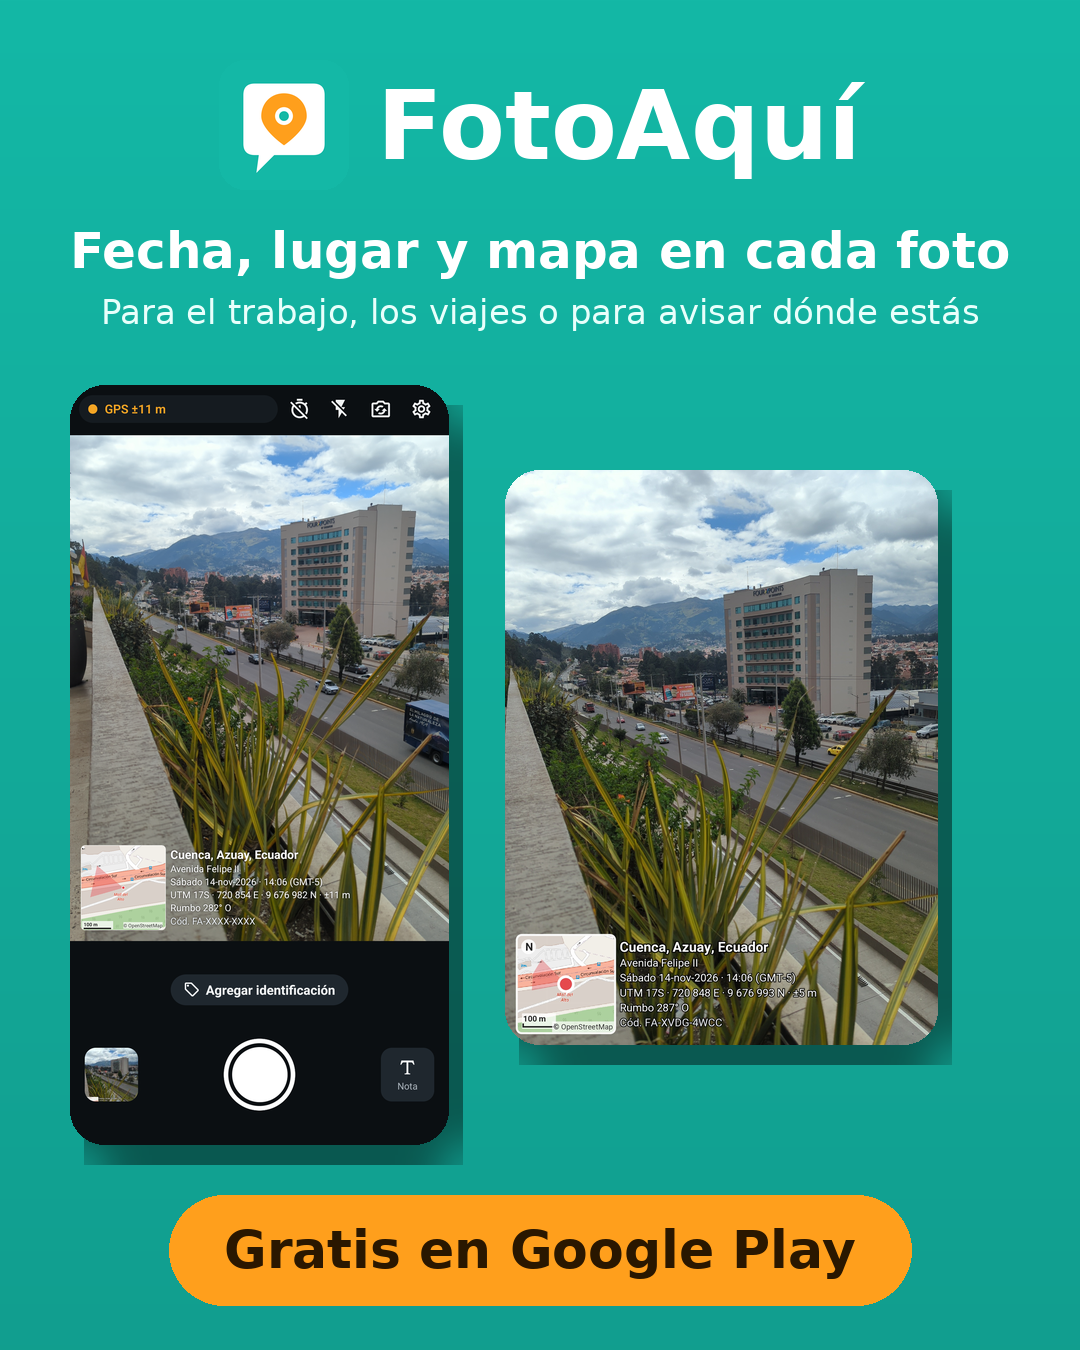 FotoAquí
Fecha, lugar y mapa en cada foto
Para el trabajo, los viajes o para avisar dónde estás
GPS ±11 m
FOUR POINTS
Cuenca, Azuay, Ecuador
Avenida Felipe II
Sábado 14-nov-2026 · 14:06 (GMT-5)
UTM 17S · 720 854 E · 9 676 982 N · ±11 m
Rumbo 282° O
Cód. FA-XXXX-XXXX
100 m
© OpenStreetMap
Agregar identificación
T
Nota
FOUR POINTS
N
Cuenca, Azuay, Ecuador
Avenida Felipe II
Sábado 14-nov-2026 · 14:06 (GMT-5)
UTM 17S · 720 848 E · 9 676 993 N · ±5 m
Rumbo 287° O
Cód. FA-XVDG-4WCC
100 m
© OpenStreetMap
Gratis en Google Play